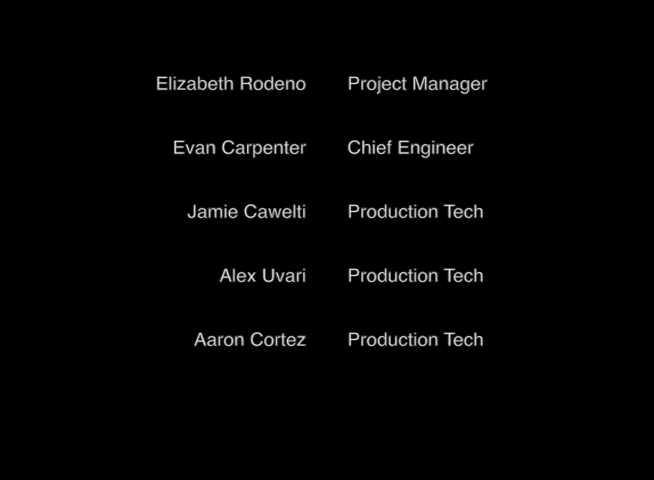 Elizabeth Rodeno Project Manager
Evan Carpenter Chief Engineer
Jamie Cawelti Production Tech
Alex Uvari Production Tech
Aaron Cortez Production Tech